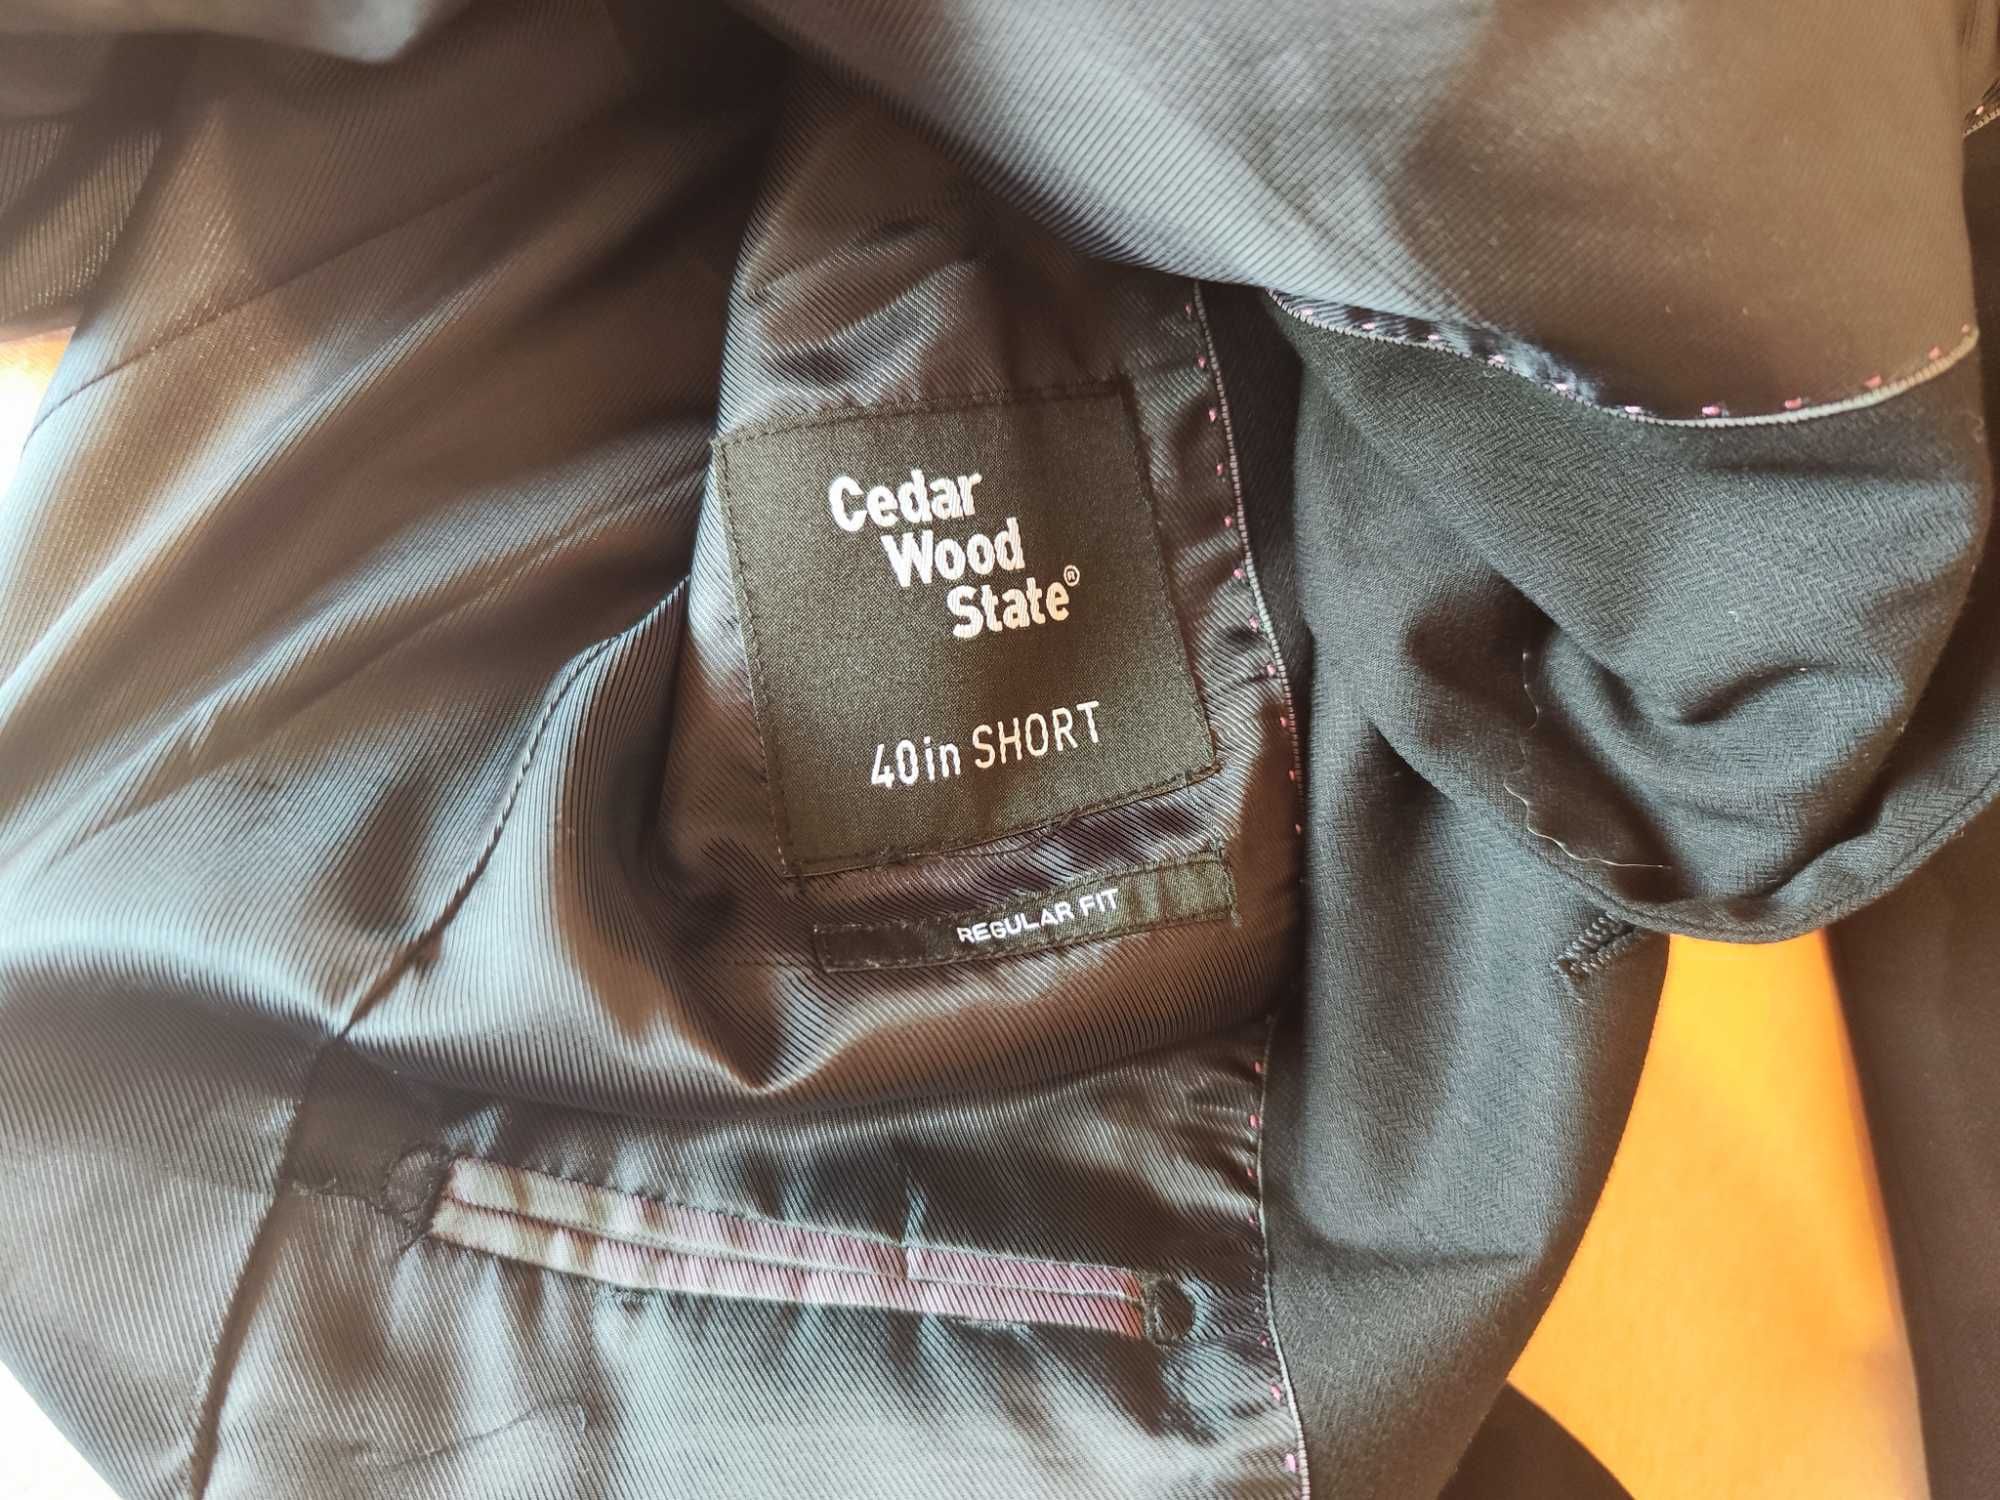 Cedar
Wood
State®
40in SHORT
REGULAR FIT